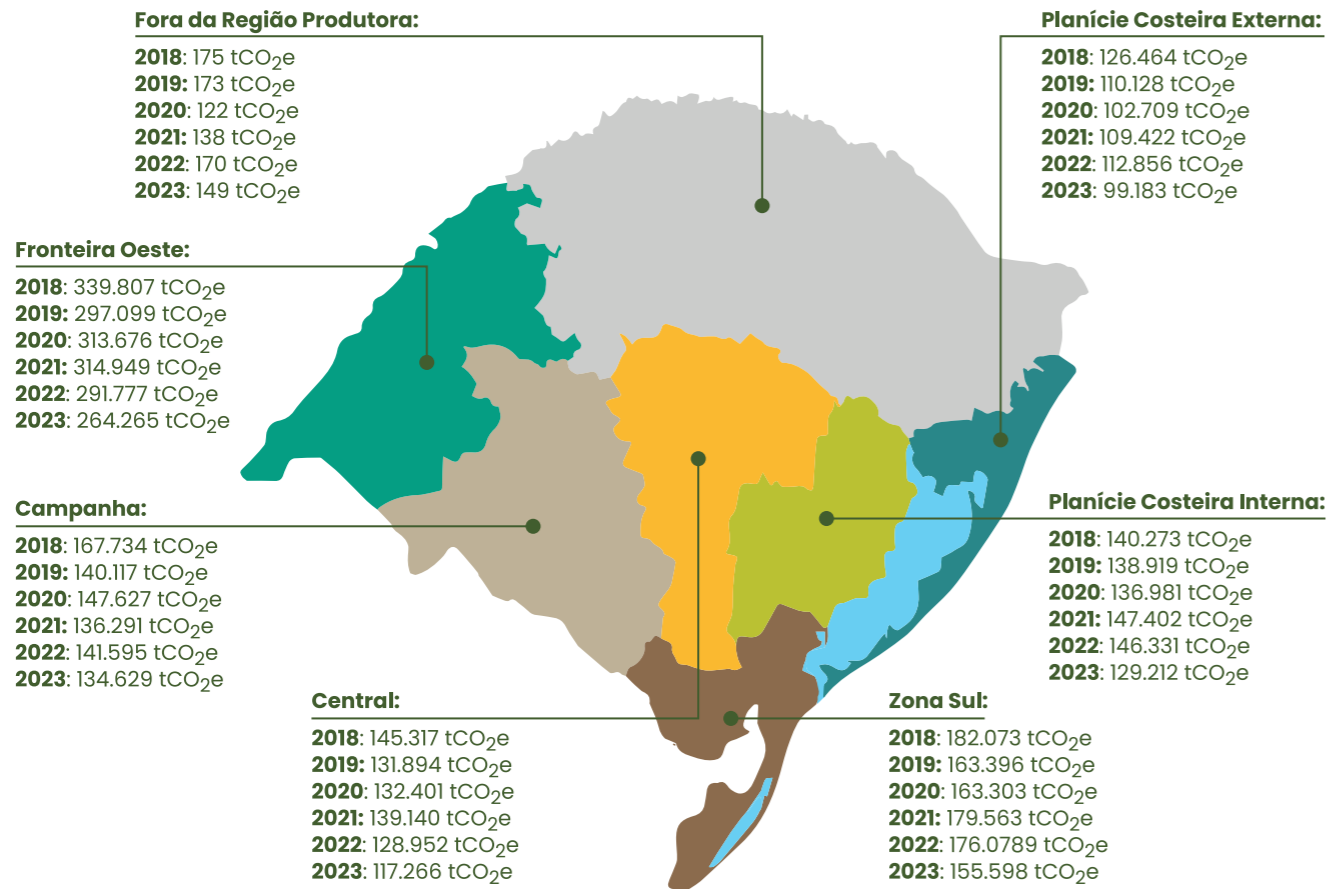 Fora da Região Produtora:
2018: 175 tCO₂e
2019: 173 tCO₂e
2020: 122 tCO₂e
2021: 138 tCO₂e
2022: 170 tCO₂e
2023: 149 tCO₂e
Planície Costeira Externa:
2018: 126.464 tCO₂e
2019: 110.128 tCO₂e
2020: 102.709 tCO₂e
2021: 109.422 tCO₂e
2022: 112.856 tCO₂e
2023: 99.183 tCO₂e
Fronteira Oeste:
2018: 339.807 tCO₂e
2019: 297.099 tCO₂e
2020: 313.676 tCO₂e
2021: 314.949 tCO₂e
2022: 291.777 tCO₂e
2023: 264.265 tCO₂e
Campanha:
2018: 167.734 tCO₂e
2019: 140.117 tCO₂e
2020: 147.627 tCO₂e
2021: 136.291 tCO₂e
2022: 141.595 tCO₂e
2023: 134.629 tCO₂e
Planície Costeira Interna:
2018: 140.273 tCO₂e
2019: 138.919 tCO₂e
2020: 136.981 tCO₂e
2021: 147.402 tCO₂e
2022: 146.331 tCO₂e
2023: 129.212 tCO₂e
Central:
2018: 145.317 tCO₂e
2019: 131.894 tCO₂e
2020: 132.401 tCO₂e
2021: 139.140 tCO₂e
2022: 128.952 tCO₂e
2023: 117.266 tCO₂e
Zona Sul:
2018: 182.073 tCO₂e
2019: 163.396 tCO₂e
2020: 163.303 tCO₂e
2021: 179.563 tCO₂e
2022: 176.0789 tCO₂e
2023: 155.598 tCO₂e